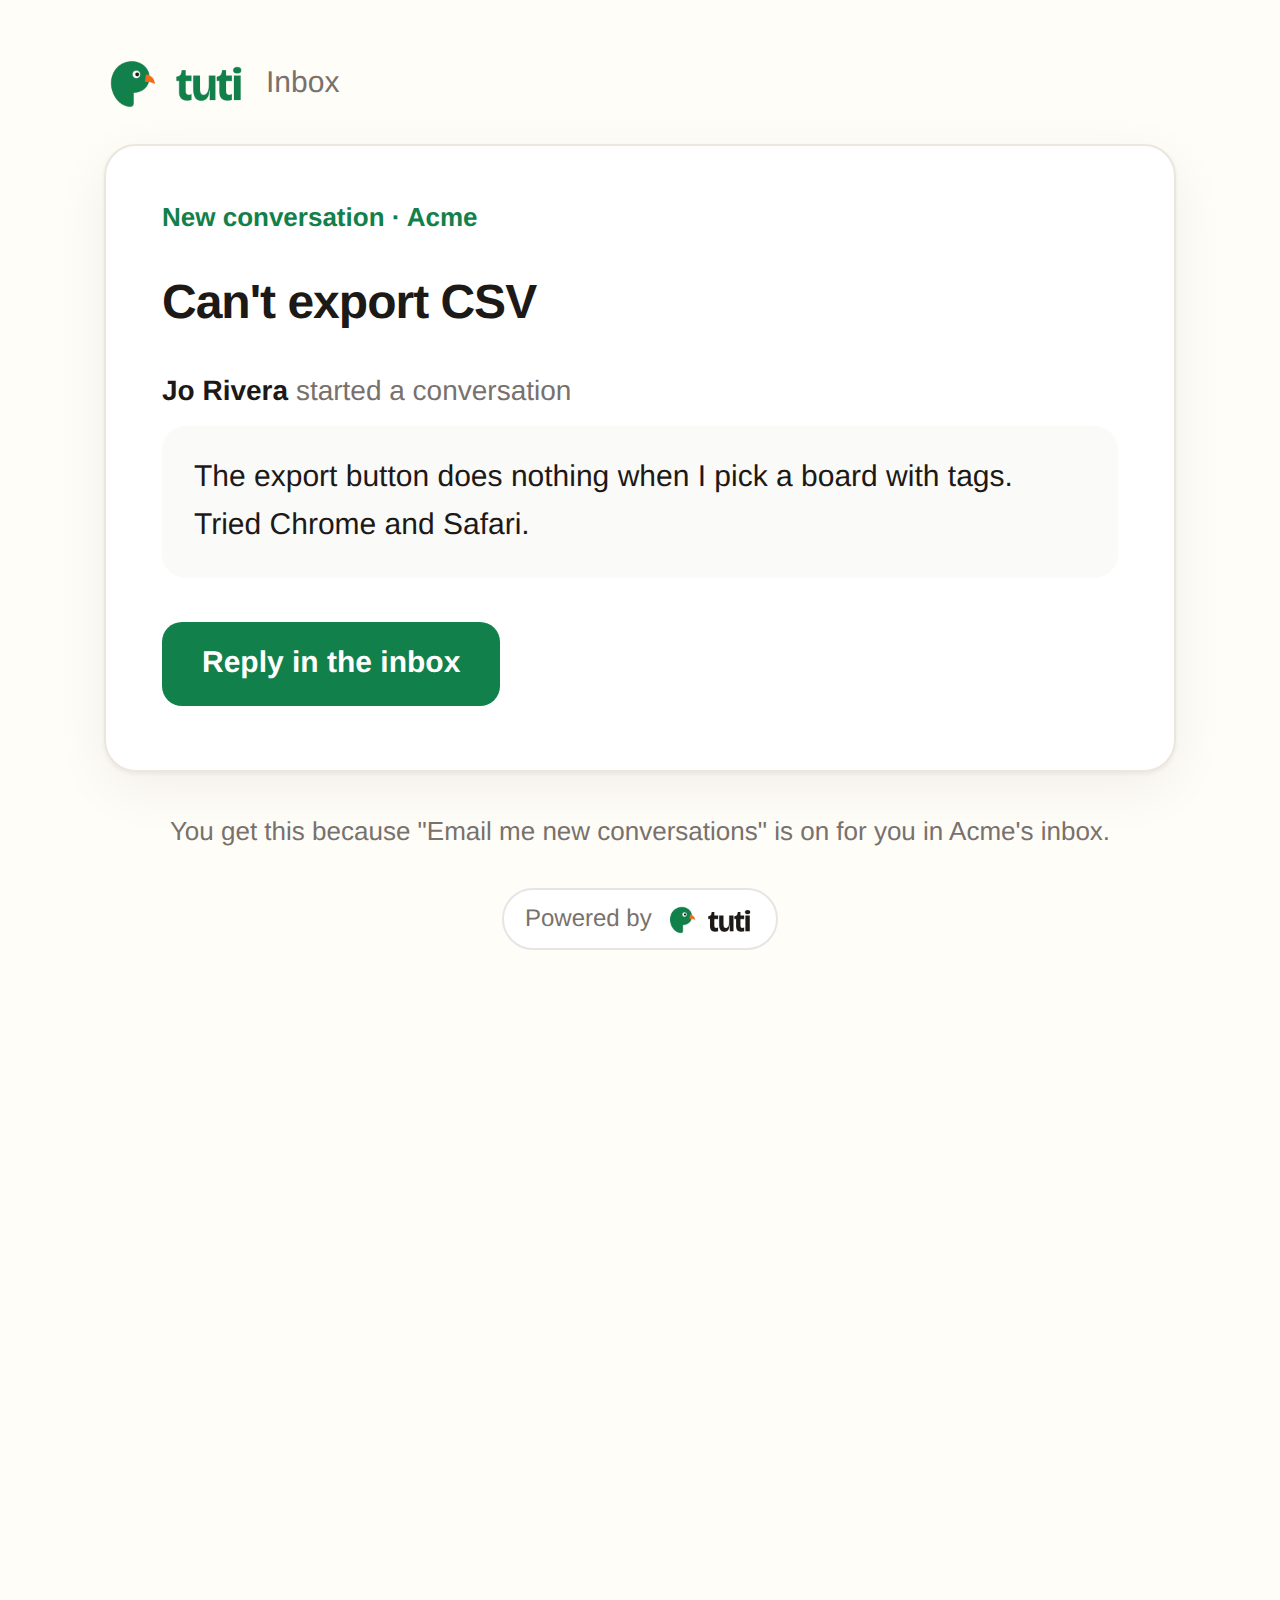 tuti Inbox
New conversation · Acme
Can't export CSV
Jo Rivera started a conversation
The export button does nothing when I pick a board with tags.
Tried Chrome and Safari.
Reply in the inbox
You get this because "Email me new conversations" is on for you in Acme's inbox.
Powered by tuti